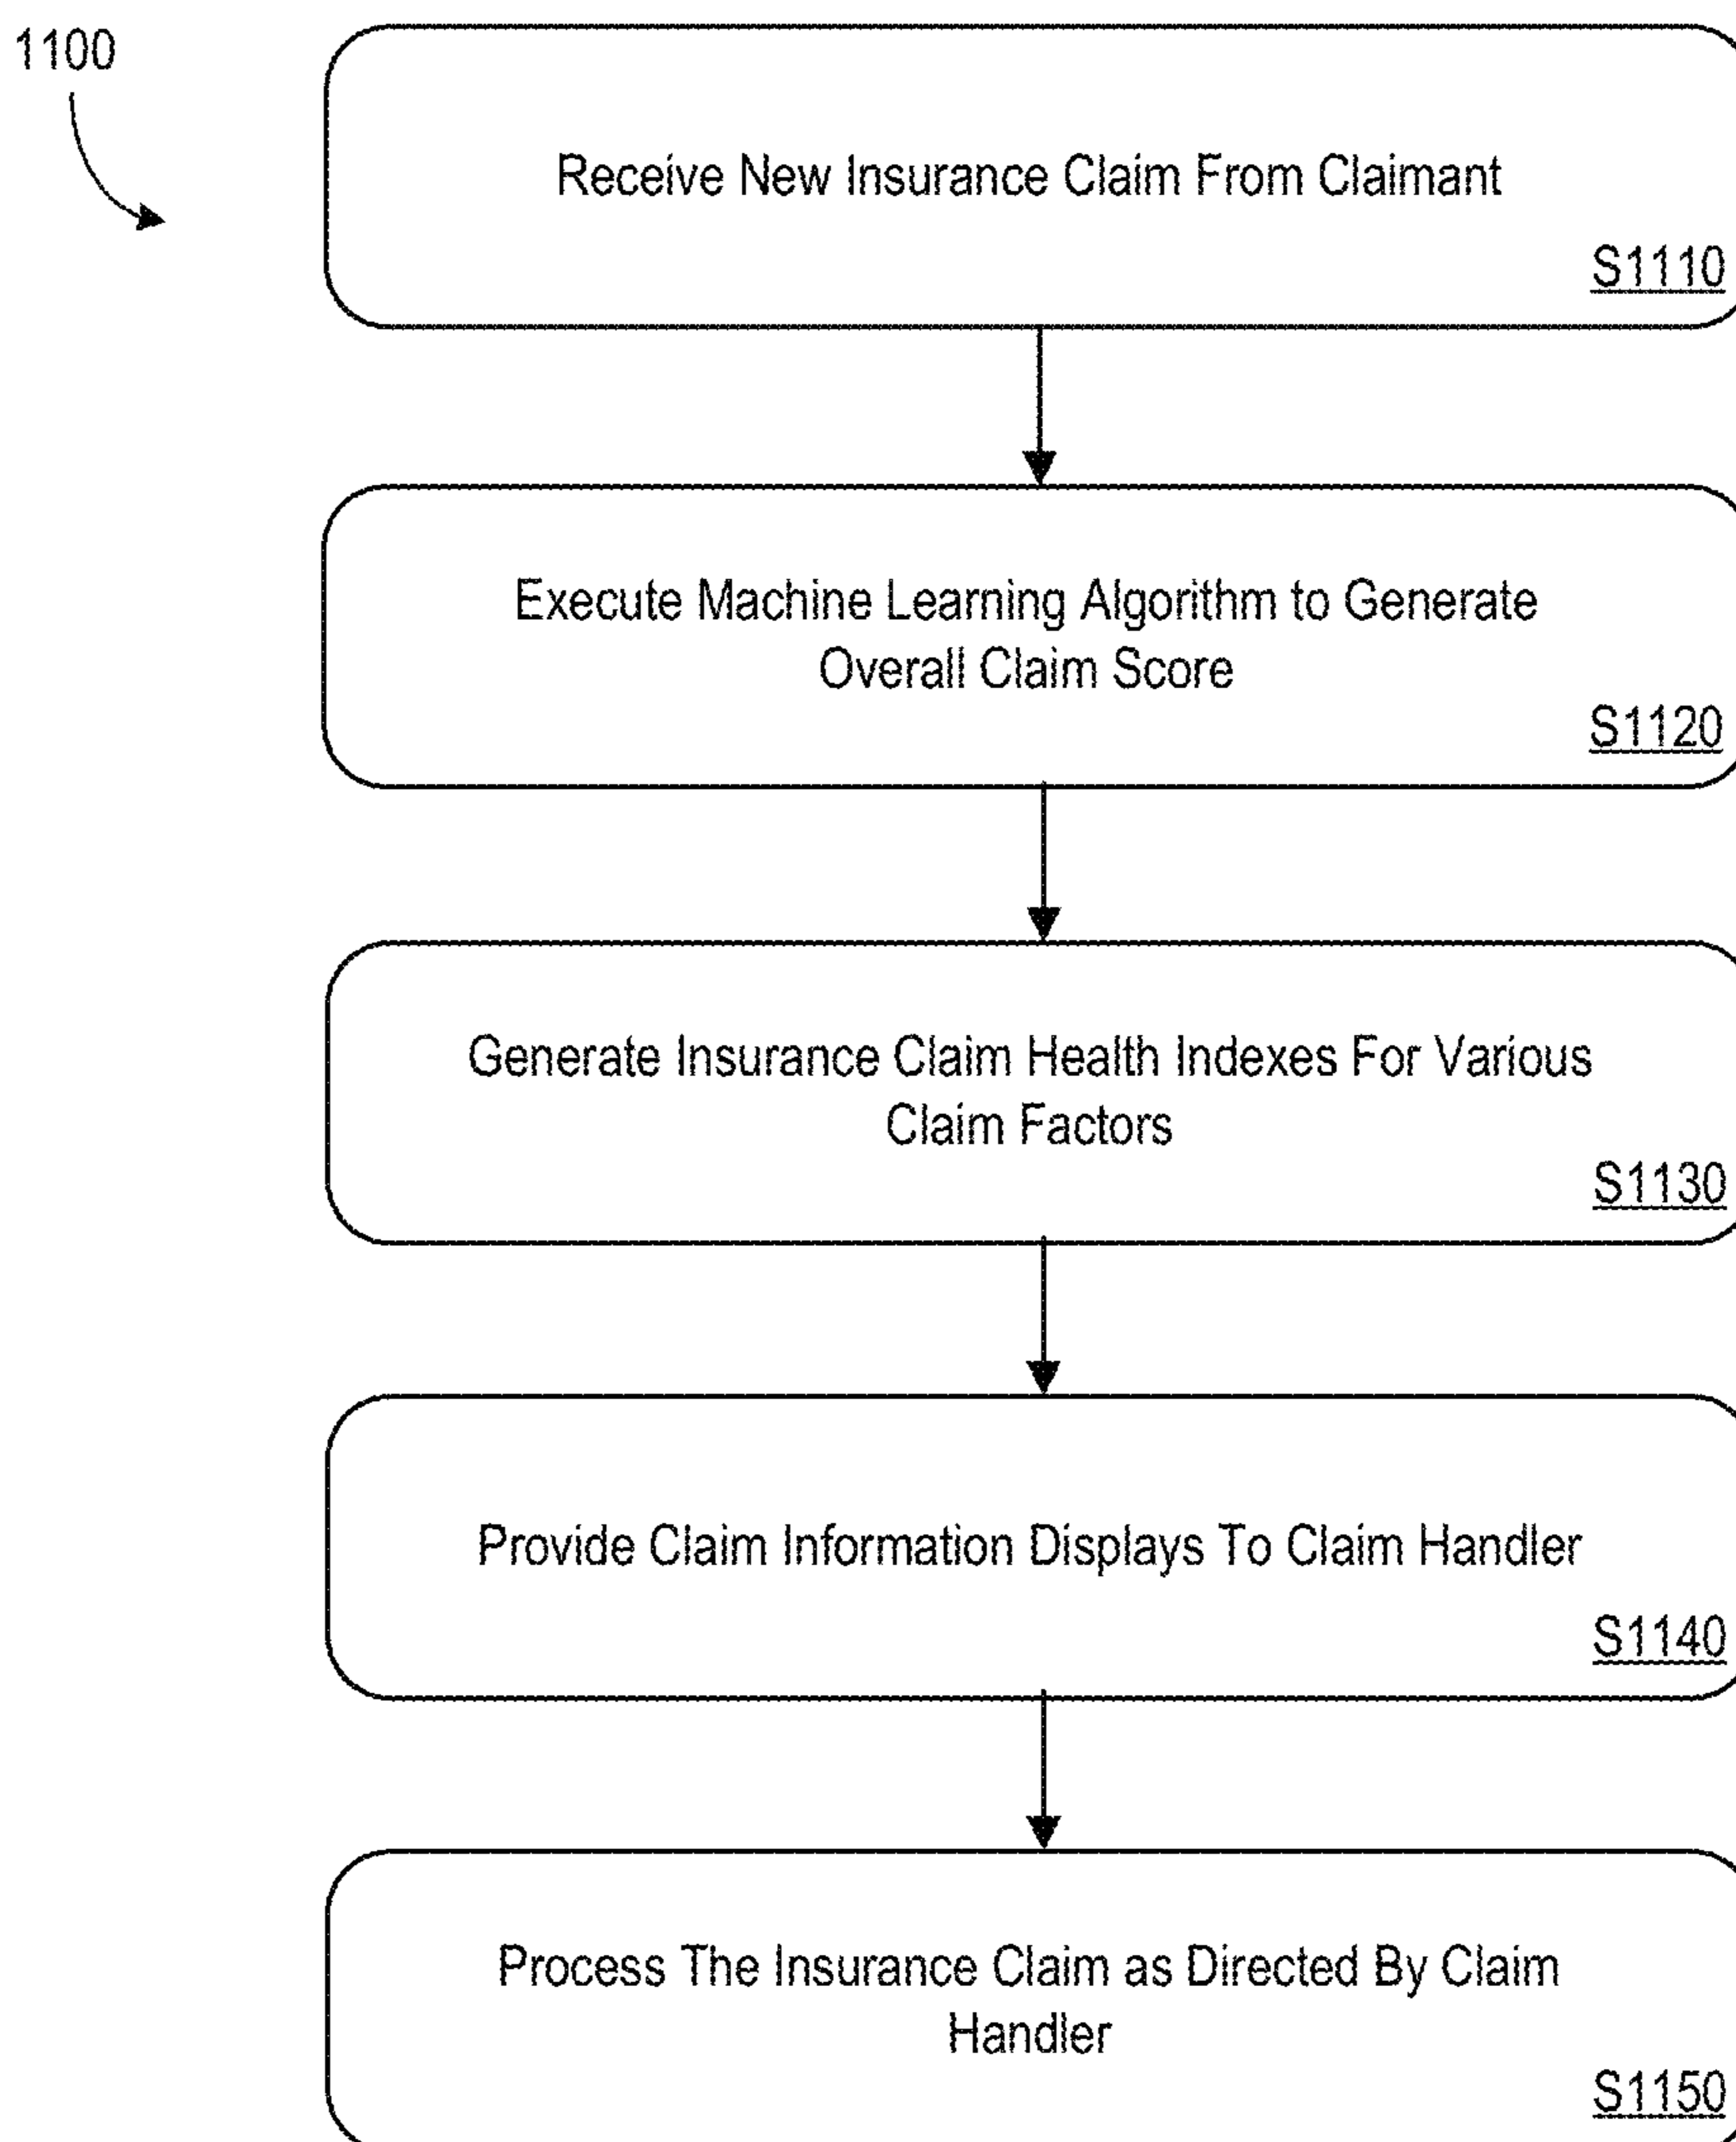 1100
Receive New Insurance Claim From Claimant
S1110
Execute Machine Learning Algorithm to Generate
Overall Claim Score
S1120
Generate Insurance Claim Health Indexes For Various
Claim Factors
S1130
Provide Claim Information Displays To Claim Handler
S1140
Process The Insurance Claim as Directed By Claim
Handler
S1150